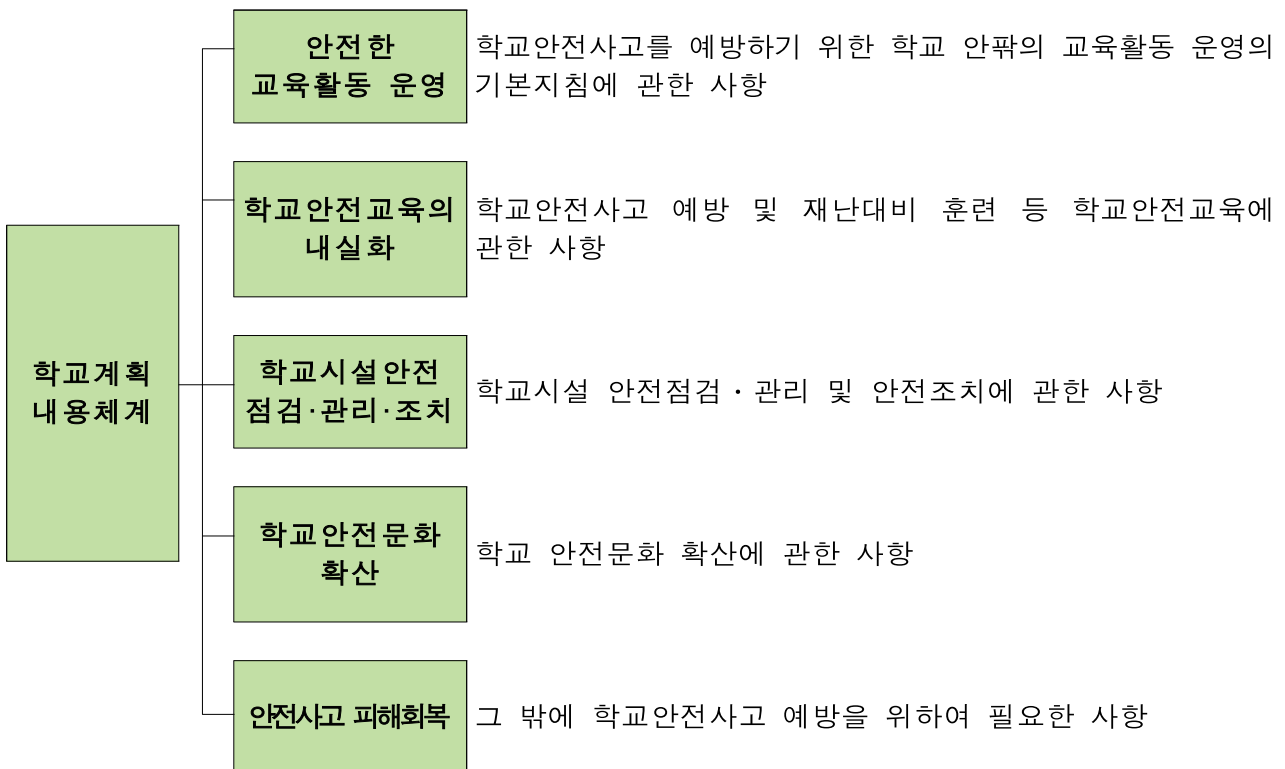 학교계획
내용체계
안전한
교육활동 운영
학교안전사고를 예방하기 위한 학교 안팎의 교육활동 운영의
기본지침에 관한 사항
학교안전교육의
내실화
학교안전사고 예방 및 재난대비 훈련 등 학교안전교육에
관한 사항
학교시설안전
점검·관리·조치
학교시설 안전점검·관리 및 안전조치에 관한 사항
학교안전문화
확산
학교 안전문화 확산에 관한 사항
안전사고 피해회복
그 밖에 학교안전사고 예방을 위하여 필요한 사항